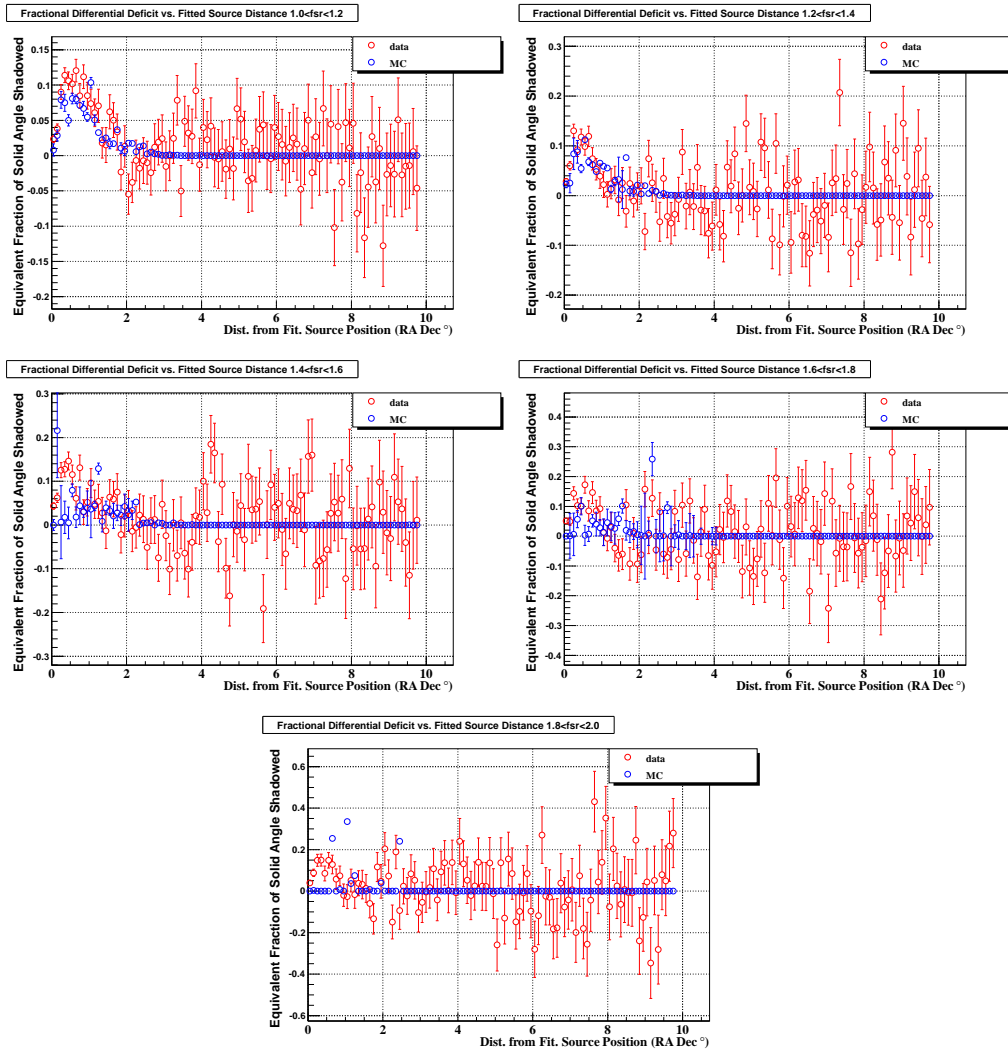 Fractional Differential Deficit vs. Fitted Source Distance 1.0<fsr<1.2
data
MC
Equivalent Fraction of Solid Angle Shadowed
0.15
0.1
0.05
0
-0.05
-0.1
-0.15
-0.2
0 2 4 6 8 10
Dist. from Fit. Source Position (RA Dec °)
Fractional Differential Deficit vs. Fitted Source Distance 1.2<fsr<1.4
data
MC
Equivalent Fraction of Solid Angle Shadowed
0.3
0.2
0.1
0
-0.1
-0.2
0 2 4 6 8 10
Dist. from Fit. Source Position (RA Dec °)
Fractional Differential Deficit vs. Fitted Source Distance 1.4<fsr<1.6
data
MC
Equivalent Fraction of Solid Angle Shadowed
0.3
0.2
0.1
0
-0.1
-0.2
-0.3
0 2 4 6 8 10
Dist. from Fit. Source Position (RA Dec °)
Fractional Differential Deficit vs. Fitted Source Distance 1.6<fsr<1.8
data
MC
Equivalent Fraction of Solid Angle Shadowed
0.4
0.3
0.2
0.1
0
-0.1
-0.2
-0.3
-0.4
0 2 4 6 8 10
Dist. from Fit. Source Position (RA Dec °)
Fractional Differential Deficit vs. Fitted Source Distance 1.8<fsr<2.0
data
MC
Equivalent Fraction of Solid Angle Shadowed
0.6
0.4
0.2
0
-0.2
-0.4
-0.6
0 2 4 6 8 10
Dist. from Fit. Source Position (RA Dec °)